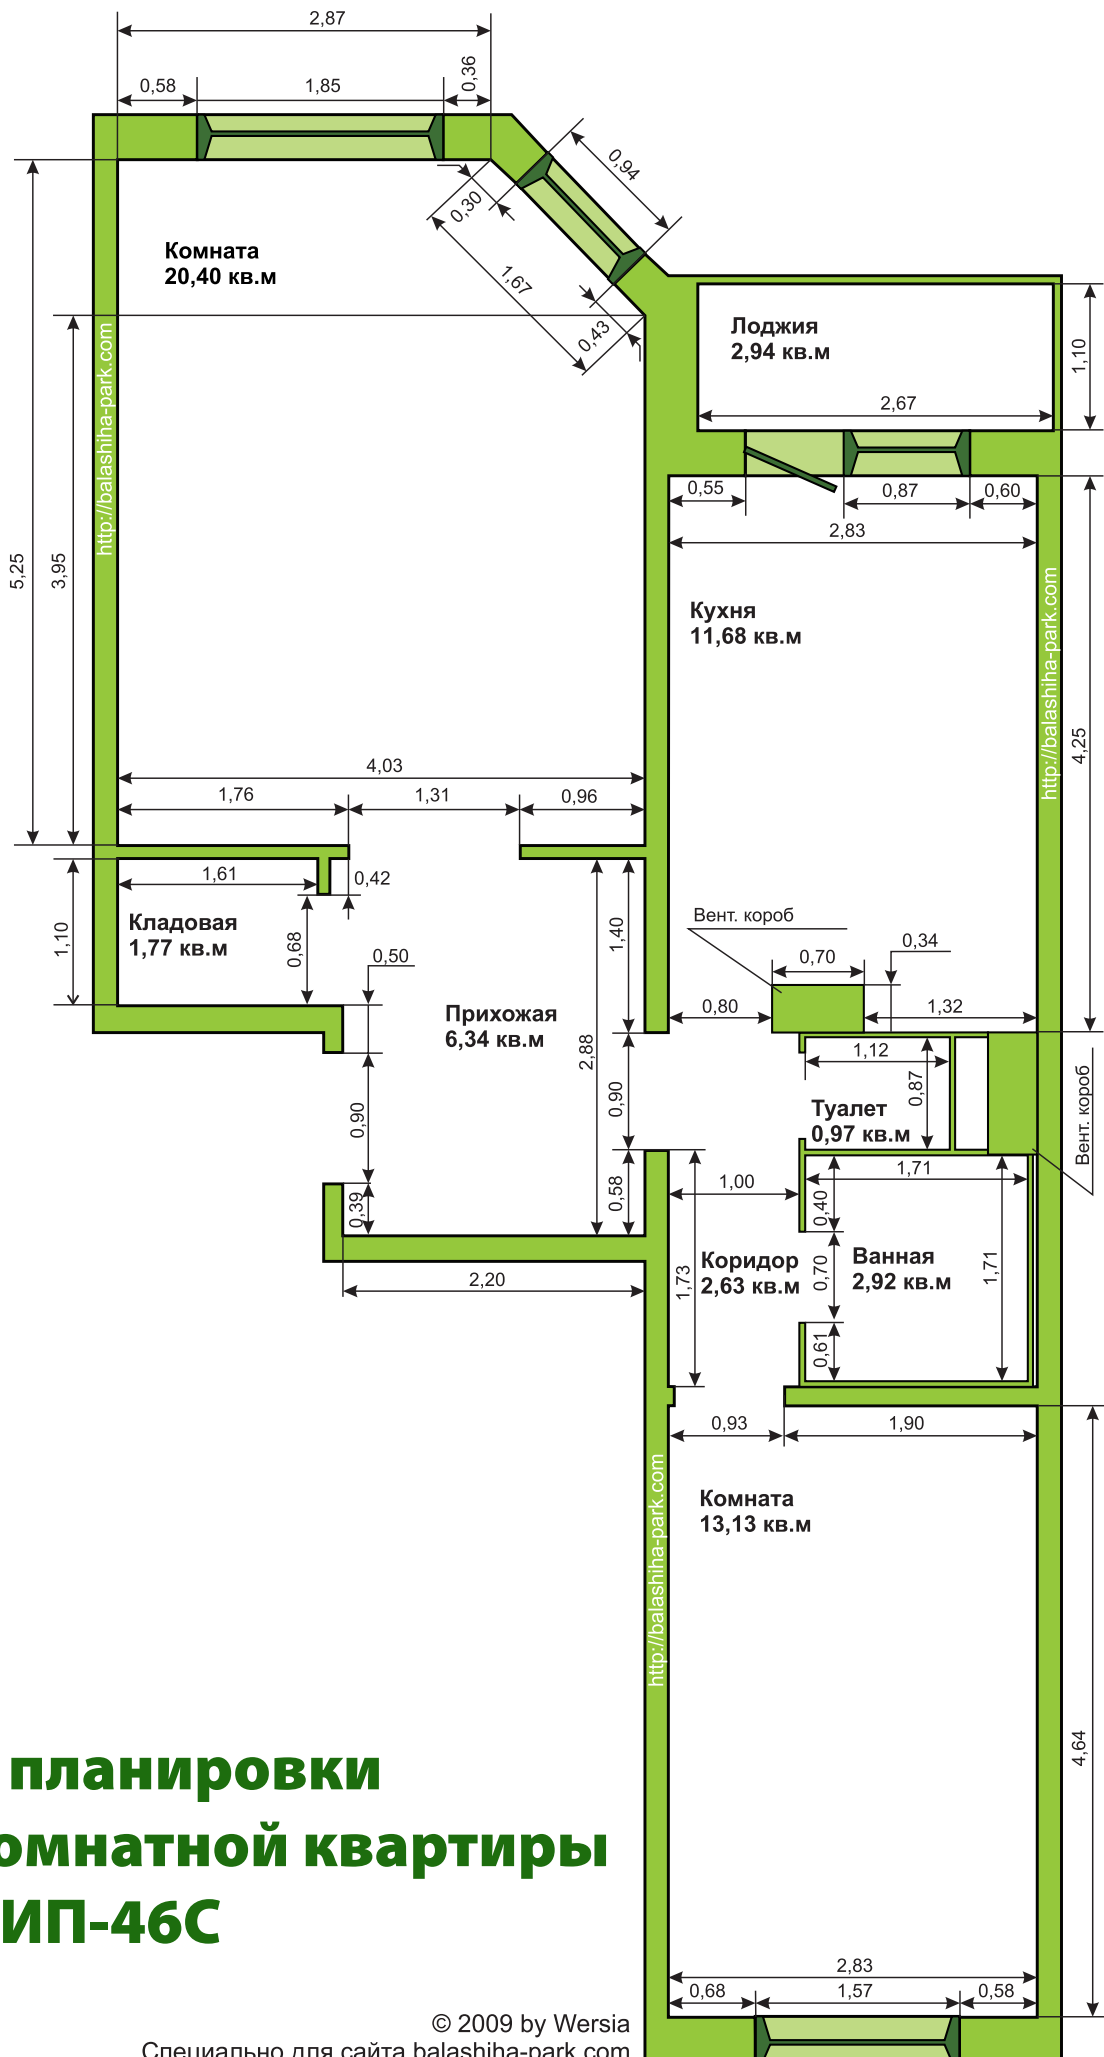 2,87
0,58
1,85
0,36
0,94
0,30
1,67
0,43
Комната
20,40 кв.м
http://balashiha-park.com
Лоджия
2,94 кв.м
1,10
2,67
0,55
0,87
0,60
2,83
5,25
3,95
Кухня
11,68 кв.м
http://balashiha-park.com
4,25
4,03
1,76
1,31
0,96
1,61
0,42
Кладовая
1,77 кв.м
1,10
0,68
0,50
1,40
Вент. короб
0,34
0,70
0,80
1,32
Прихожая
6,34 кв.м
2,88
1,12
0,87
0,90
0,90
Туалет
0,97 кв.м
Вент. короб
0,39
0,58
1,00
1,71
0,40
Коридор
2,63 кв.м
Ванная
2,92 кв.м
1,73
0,70
1,71
2,20
0,61
0,93
1,90
http://balashiha-park.com
Комната
13,13 кв.м
4,64
планировки
омнатной квартиры
ИП-46С
2,83
0,68
1,57
0,58
© 2009 by Wersia
Специально для сайта balashiha-park.com